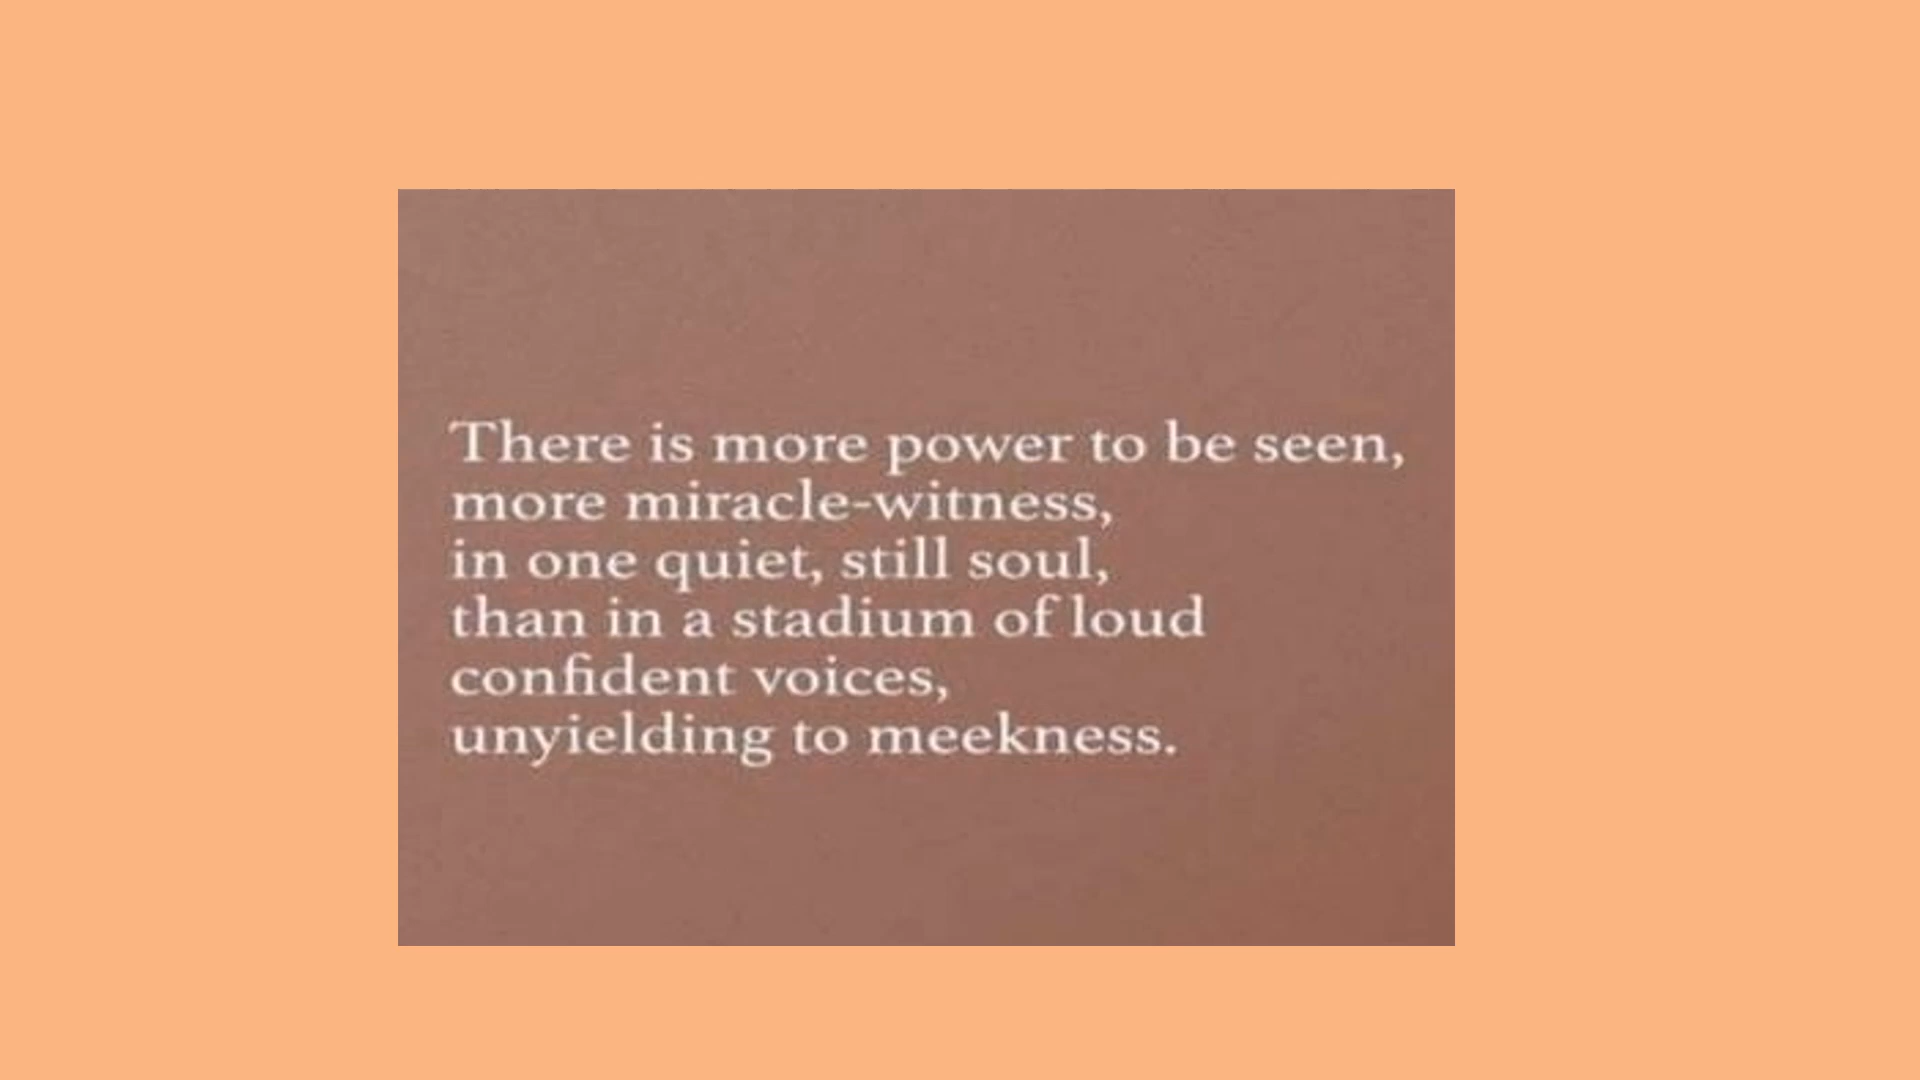 There is more power to be seen,
more miracle-witness,
in one quiet, still soul,
than in a stadium of loud
confident voices,
unyielding to meekness.